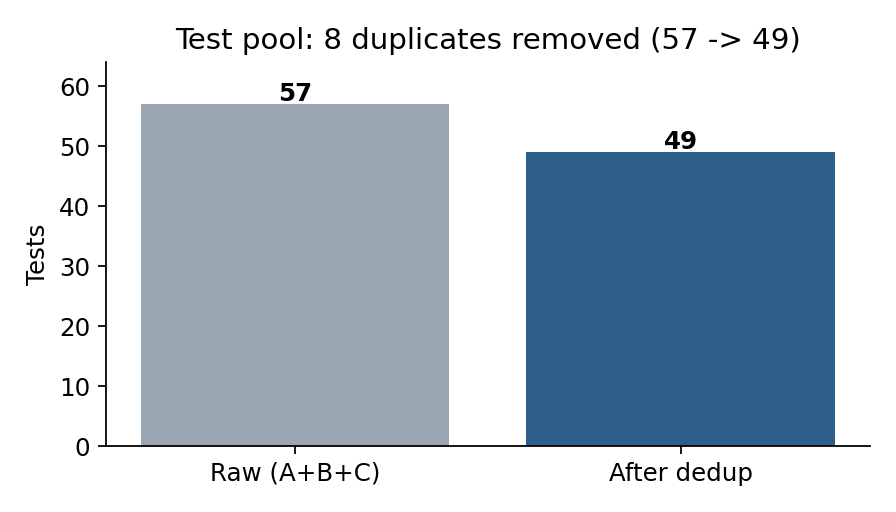 Test pool: 8 duplicates removed (57 -> 49)
60
50
40
30
20
10
0
Tests
57
49
Raw (A+B+C)
After dedup